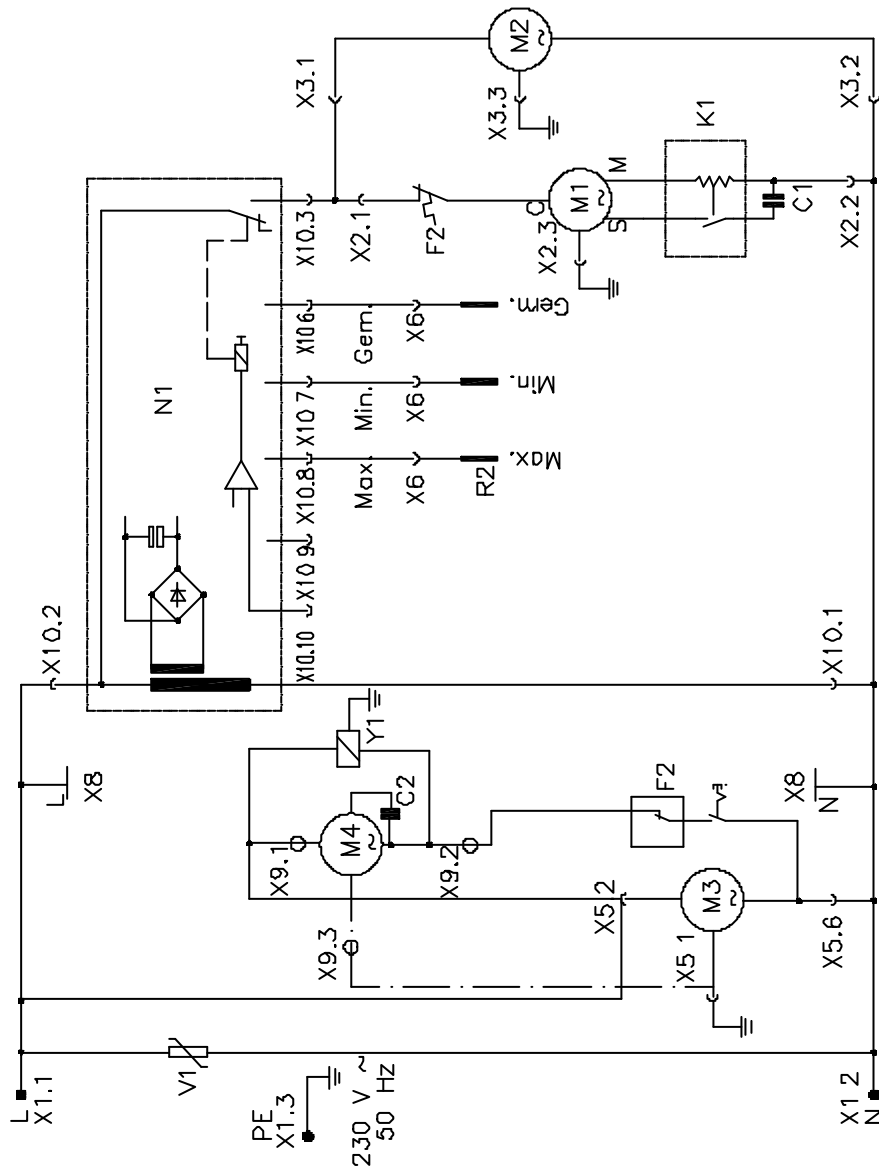 L
X1.1
V1
PE
X1.3
230 V ~
50 Hz
X1 2
N
X9.3
X9.1
M4
~
C2
Y1
X9.2
X5.2
X5 1
M3
~
X5.6
F2
L
X8
X8
N
X10.2
X10.1
N1
X10.10
X10 9
X10.8
X10 7
X10 6
X10.3
Max.
Min.
Gem.
X6
X6
X6
R2
Max.
Min.
Gem.
X2.1
F2
X2.3
C
M1
~
S
M
K1
C1
X2.2
X3.1
M2
~
X3.3
X3.2